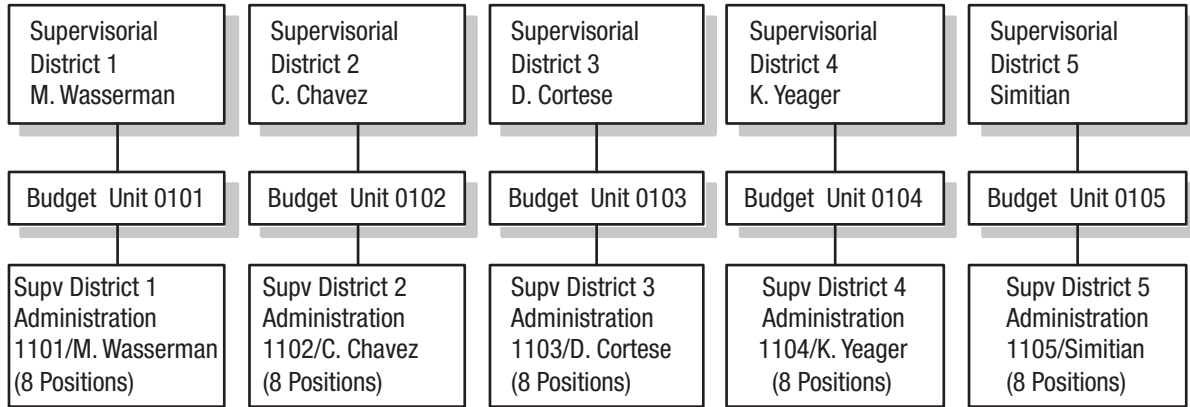 Supervisorial
District 1
M. Wasserman
Supervisorial
District 2
C. Chavez
Supervisorial
District 3
D. Cortese
Supervisorial
District 4
K. Yeager
Supervisorial
District 5
Simitian
Budget Unit 0101
Budget Unit 0102
Budget Unit 0103
Budget Unit 0104
Budget Unit 0105
Supv District 1
Administration
1101/M. Wasserman
(8 Positions)
Supv District 2
Administration
1102/C. Chavez
(8 Positions)
Supv District 3
Administration
1103/D. Cortese
(8 Positions)
Supv District 4
Administration
1104/K. Yeager
(8 Positions)
Supv District 5
Administration
1105/Simitian
(8 Positions)